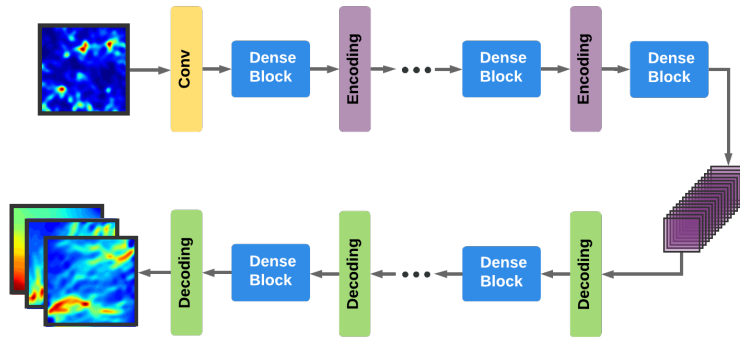 Conv
Dense
Block
Encoding
Dense
Block
Encoding
Dense
Block
Decoding
Dense
Block
Decoding
Dense
Block
Decoding